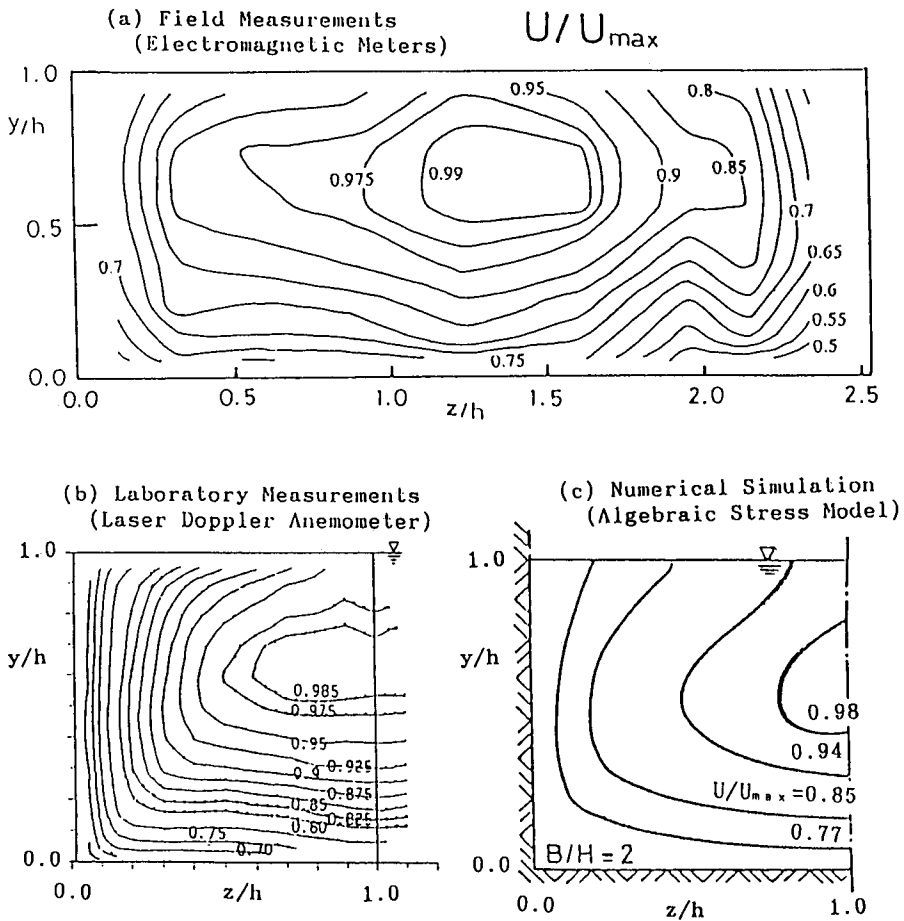 (a) Field Measurements
(Electromagnetic Meters)
U/Umax
1.0
y/h
0.5
0.0
0.95
0.8
0.975
0.99
0.9
0.85
0.7
0.7
0.65
0.6
0.55
0.5
0.75
0.0
0.5
1.0
1.5
2.0
2.5
z/h
(b) Laboratory Measurements
(Laser Doppler Anemometer)
1.0
y/h
0.0
0.985
0.975
0.95
0.925
0.9
0.875
0.85
0.825
0.80
0.75
0.70
0.0
z/h
1.0
(c) Numerical Simulation
(Algebraic Stress Model)
1.0
y/h
0.0
0.98
0.94
U/Umax=0.85
0.77
B/H=2
0.0
z/h
1.0